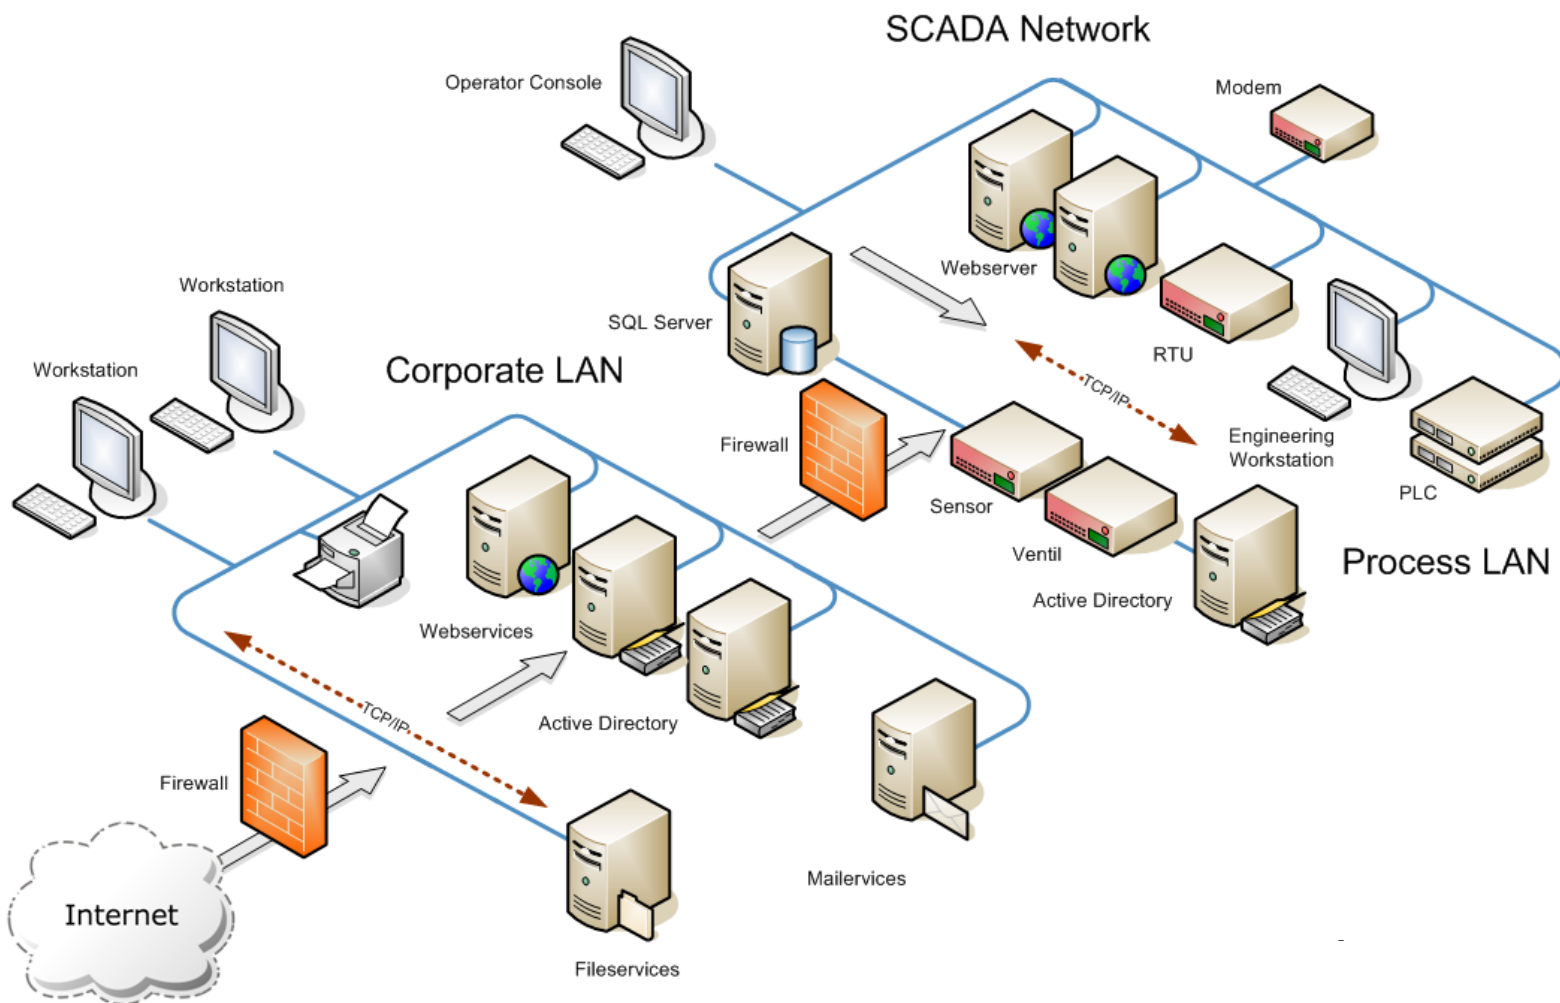 SCADA Network
Operator Console
Modem
Webserver
SQL Server
RTU
TCP/IP
Engineering
Workstation
PLC
Workstation
Workstation
Corporate LAN
Firewall
Sensor
Ventil
Active Directory
Process LAN
Webservices
Active Directory
TCP/IP
Firewall
Mailervices
Internet
Fileservices